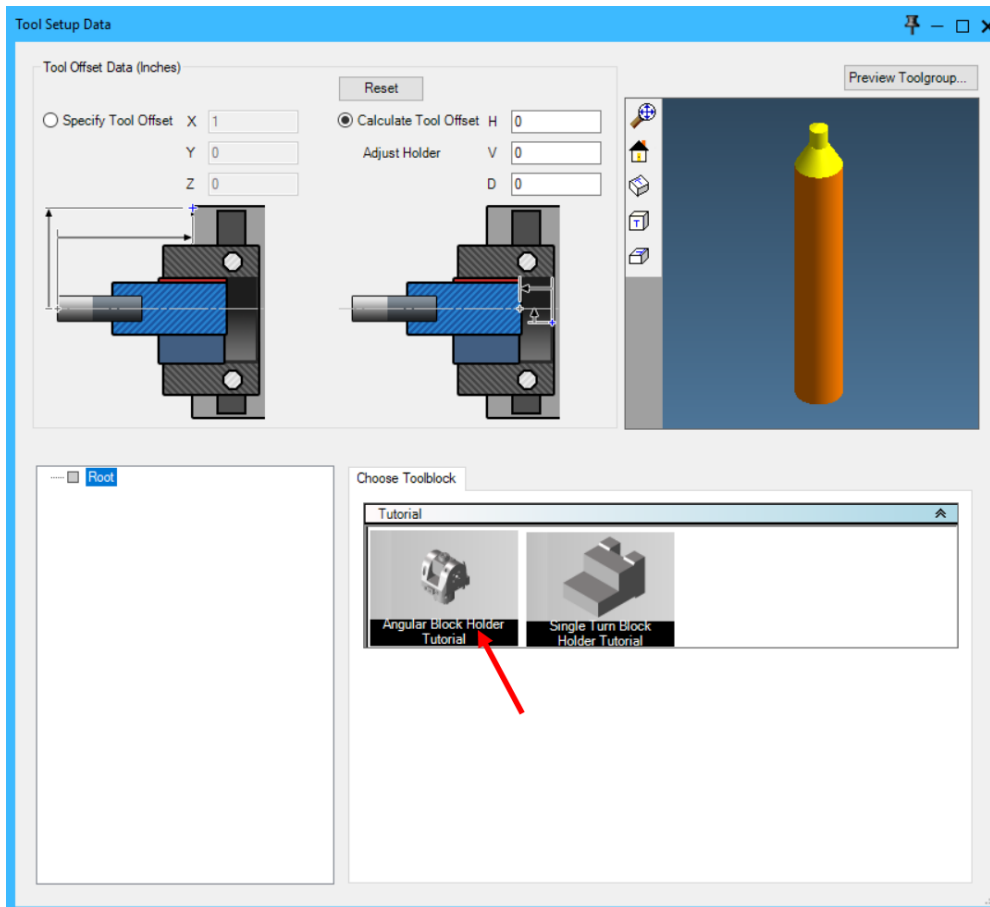 Tool Setup Data
Tool Offset Data (Inches)
Reset
Preview Toolgroup...
Specify Tool Offset X 1
Calculate Tool Offset H 0
Y 0
Adjust Holder V 0
Z 0
D 0
T
Root
Choose Toolblock
Tutorial
Angular Block Holder
Tutorial
Single Turn Block
Holder Tutorial